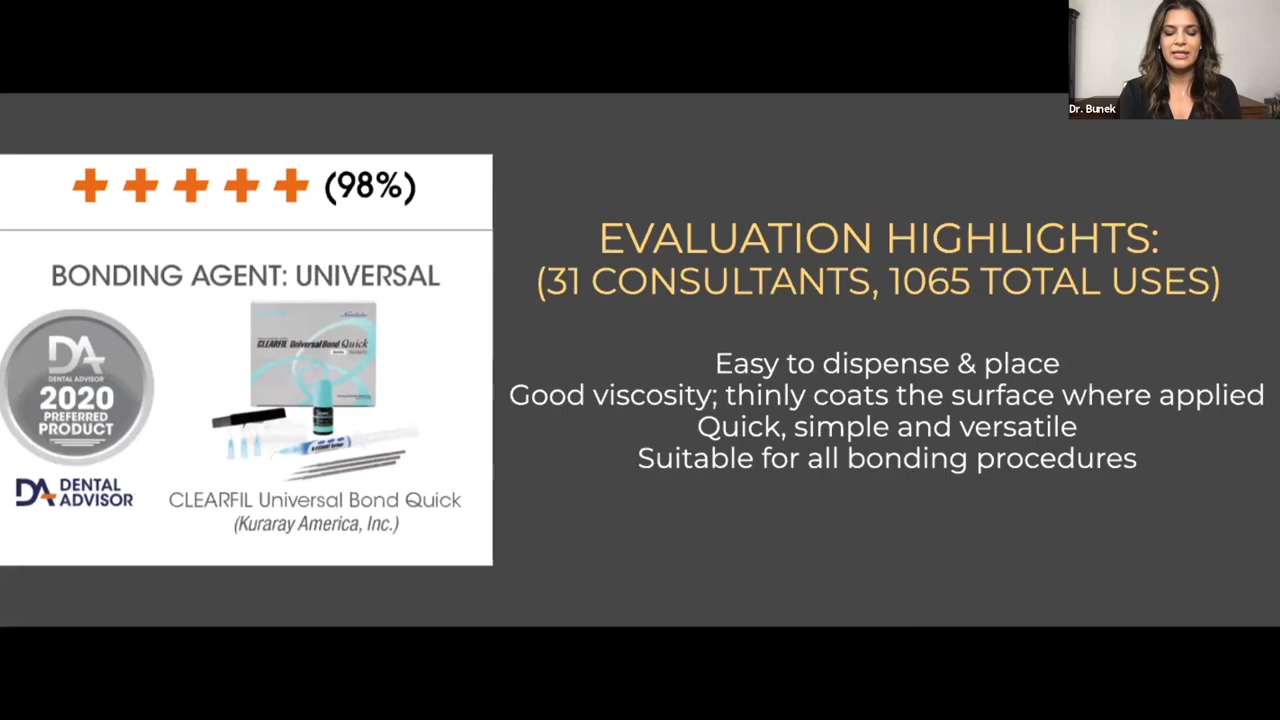 Dr. Bunek
+ + + + + (98%)
BONDING AGENT: UNIVERSAL
DA
DENTAL ADVISOR
2020
PREFERRED
PRODUCT
DA DENTAL
ADVISOR
CLEARFIL Universal Bond Quick
CLEARFIL Universal Bond Quick
(Kuraray America, Inc.)
EVALUATION HIGHLIGHTS:
(31 CONSULTANTS, 1065 TOTAL USES)
Easy to dispense & place
Good viscosity; thinly coats the surface where applied
Quick, simple and versatile
Suitable for all bonding procedures